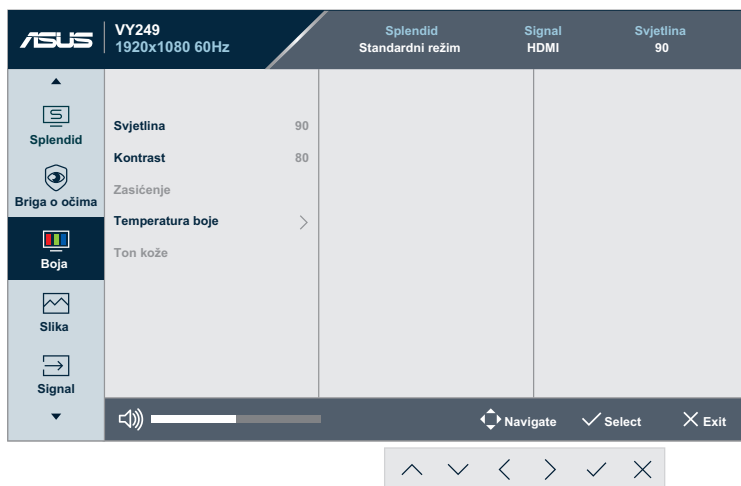 ASUS
VY249
1920x1080 60Hz
Splendid
Standardni režim
Signal
HDMI
Svjetlina
90
Splendid
Briga o očima
Boja
Slika
Signal
Svjetlina 90
Kontrast 80
Zasićenje
Temperatura boje
Ton kože
Navigate
Select
Exit